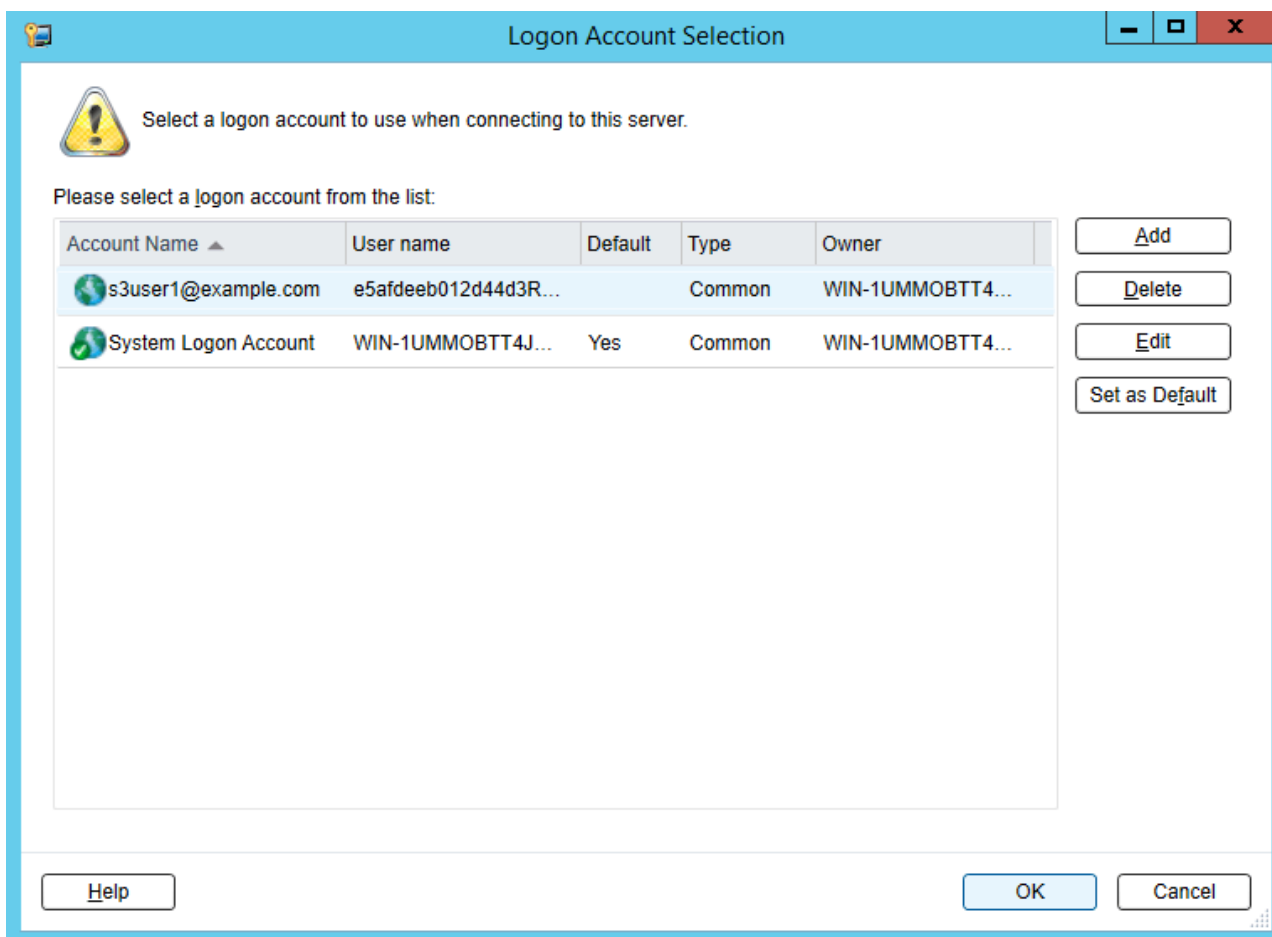 Logon Account Selection
Select a logon account to use when connecting to this server.
Please select a logon account from the list:
Account Name User name Default Type Owner
s3user1@example.com e5afdeeb012d44d3R... Common WIN-1UMMOBTT4...
System Logon Account WIN-1UMMOBTT4J... Yes Common WIN-1UMMOBTT4...
Add
Delete
Edit
Set as Default
Help OK Cancel